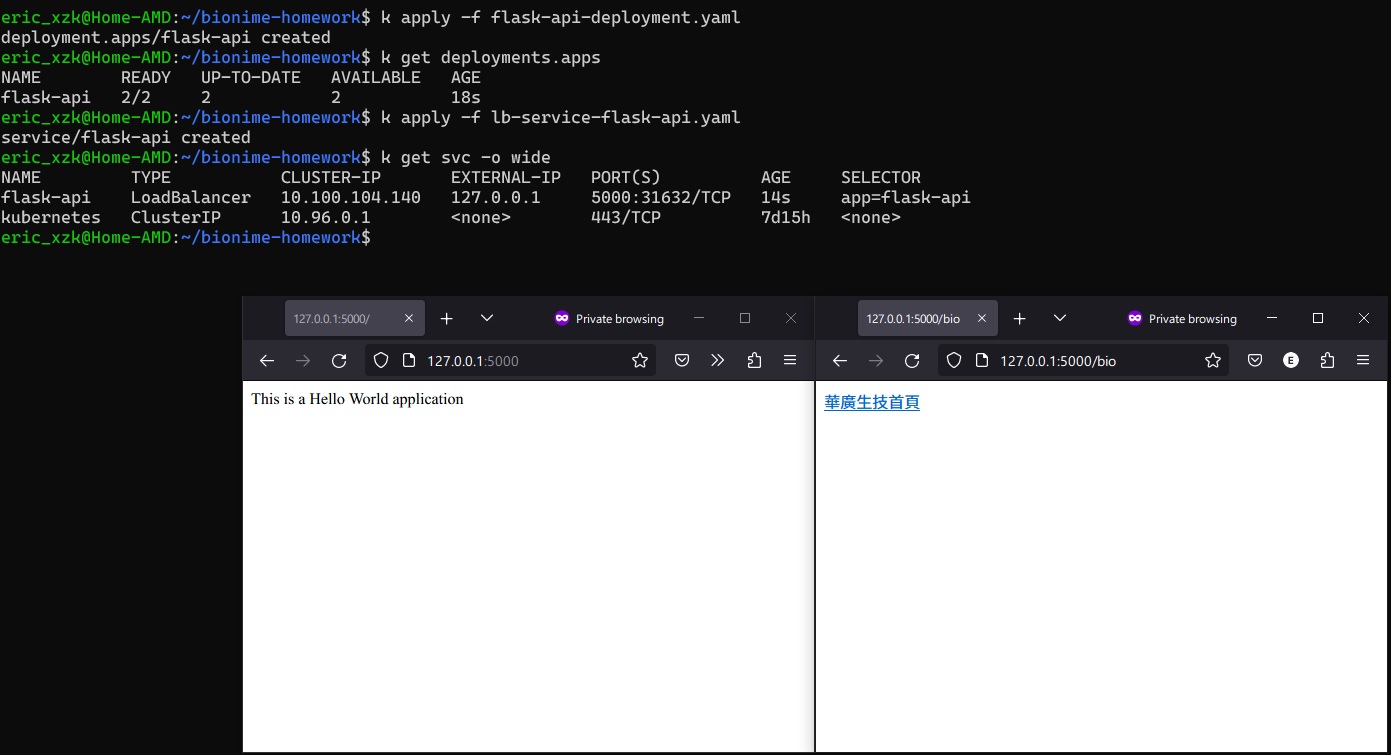 eric_xzk@Home-AMD:~/bionime-homework$ k apply -f flask-api-deployment.yaml
deployment.apps/flask-api created
eric_xzk@Home-AMD:~/bionime-homework$ k get deployments.apps
NAME        READY   UP-TO-DATE   AVAILABLE   AGE
flask-api   2/2     2            2           18s
eric_xzk@Home-AMD:~/bionime-homework$ k apply -f lb-service-flask-api.yaml
service/flask-api created
eric_xzk@Home-AMD:~/bionime-homework$ k get svc -o wide
NAME         TYPE           CLUSTER-IP       EXTERNAL-IP   PORT(S)          AGE     SELECTOR
flask-api    LoadBalancer   10.100.104.140   127.0.0.1     5000:31632/TCP   14s     app=flask-api
kubernetes   ClusterIP      10.96.0.1        <none>        443/TCP          7d15h   <none>
eric_xzk@Home-AMD:~/bionime-homework$
127.0.0.1:5000/ Private browsing
127.0.0.1:5000
This is a Hello World application
127.0.0.1:5000/bio Private browsing
127.0.0.1:5000/bio
E
華廣生技首頁